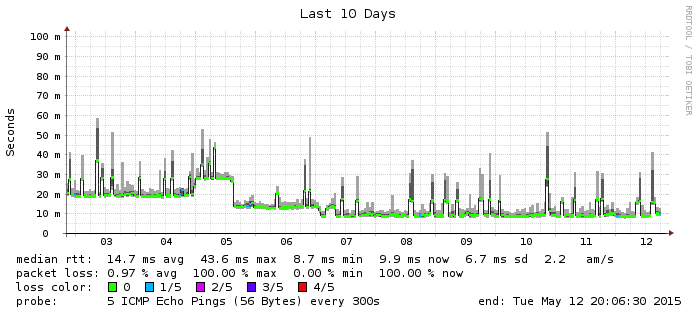 Last 10 Days
RRDTOOL / TOBI OETIKER
Seconds
100 m
90 m
80 m
70 m
60 m
50 m
40 m
30 m
20 m
10 m
0
03 04 05 06 07 08 09 10 11 12
median rtt: 14.7 ms avg 43.6 ms max 8.7 ms min 9.9 ms now 6.7 ms sd 2.2 am/s
packet loss: 0.97 % avg 100.00 % max 0.00 % min 100.00 % now
loss color: 0 1/5 2/5 3/5 4/5
probe: 5 ICMP Echo Pings (56 Bytes) every 300s end: Tue May 12 20:06:30 2015